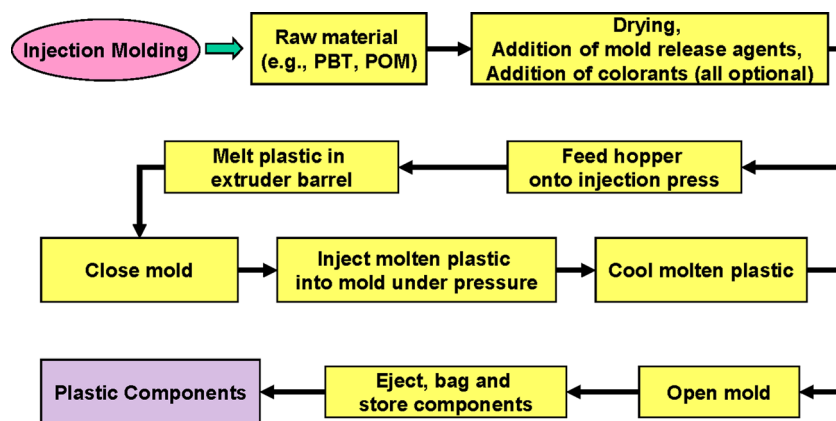 Injection Molding
Raw material
(e.g., PBT, POM)
Drying,
Addition of mold release agents,
Addition of colorants (all optional)
Feed hopper
onto injection press
Melt plastic in
extruder barrel
Close mold
Inject molten plastic
into mold under pressure
Cool molten plastic
Open mold
Eject, bag and
store components
Plastic Components